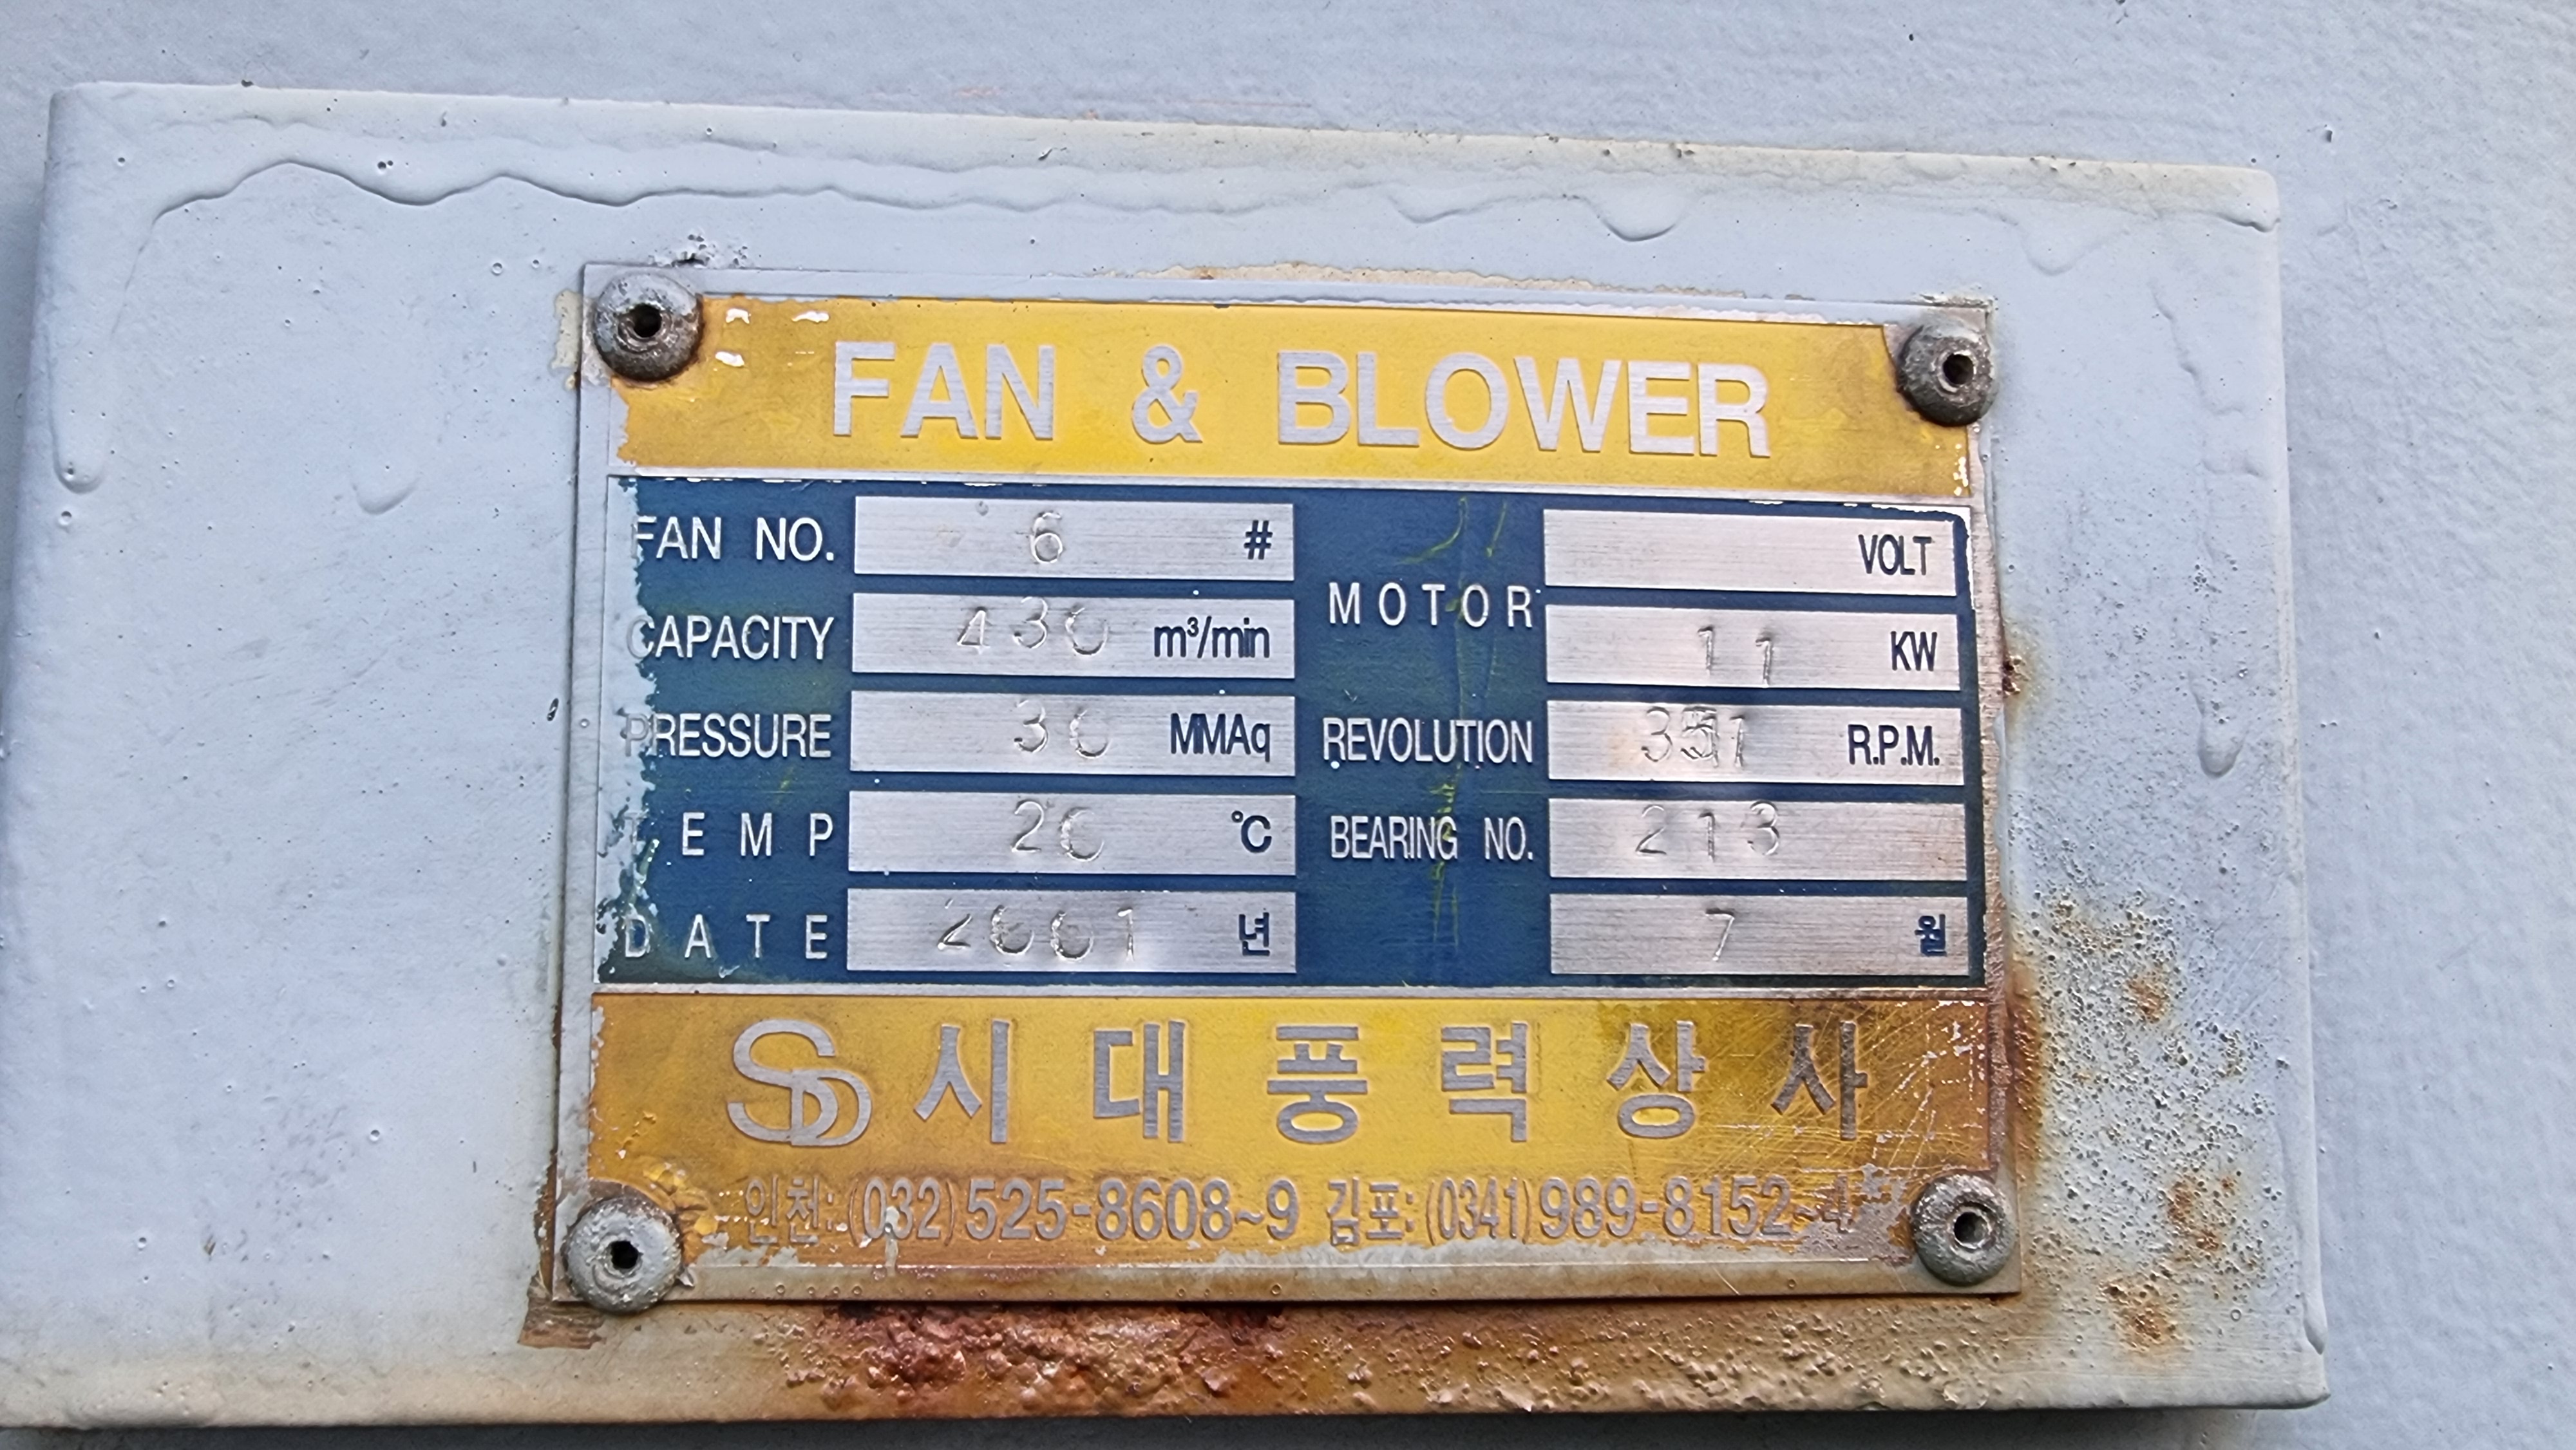 FAN & BLOWER
FAN NO. 6 #
MOTOR VOLT
CAPACITY 430 m³/min
11 KW
PRESSURE 30 MMAq
REVOLUTION R.P.M.
TEMP 20 ℃
BEARING NO. 213
DATE 2001 년 7 월
SD 시대풍력상사
인천:(032)525-8608~9 김포:(0341)989-8152~4